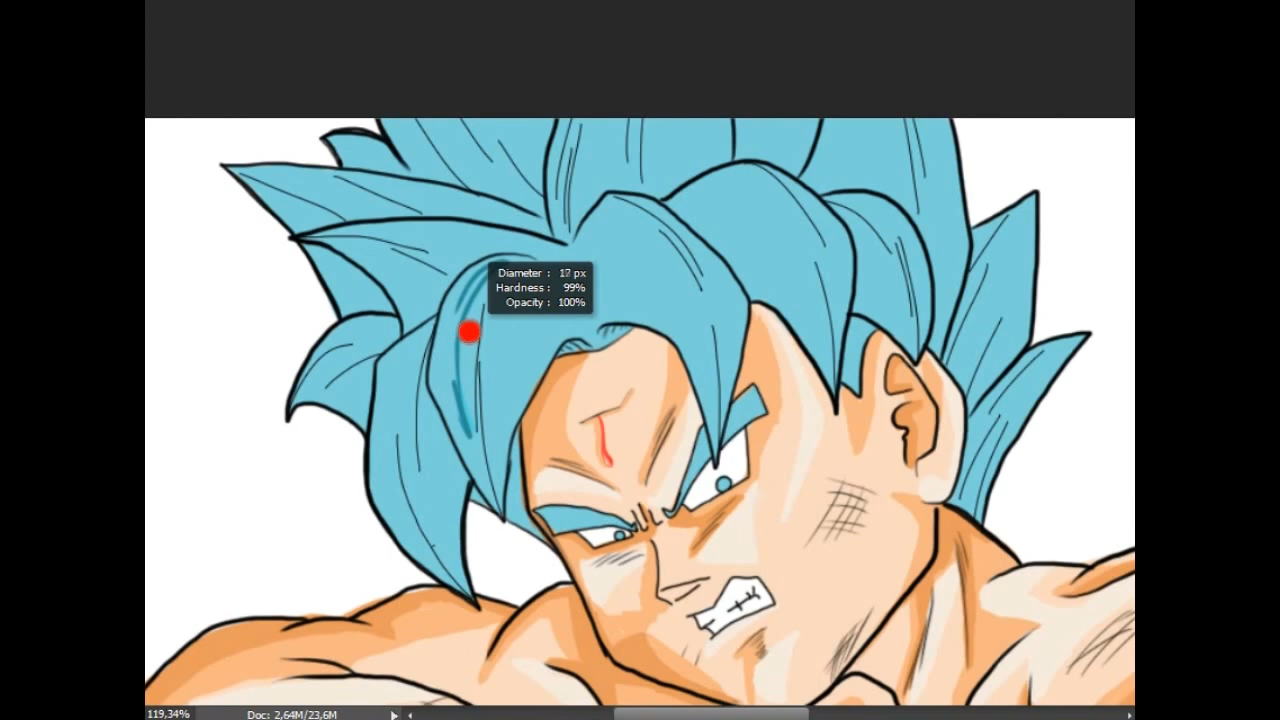 Diameter : 17 px
Hardness : 99%
Opacity : 100%
119,34% Doc: 2,64M/23,6M